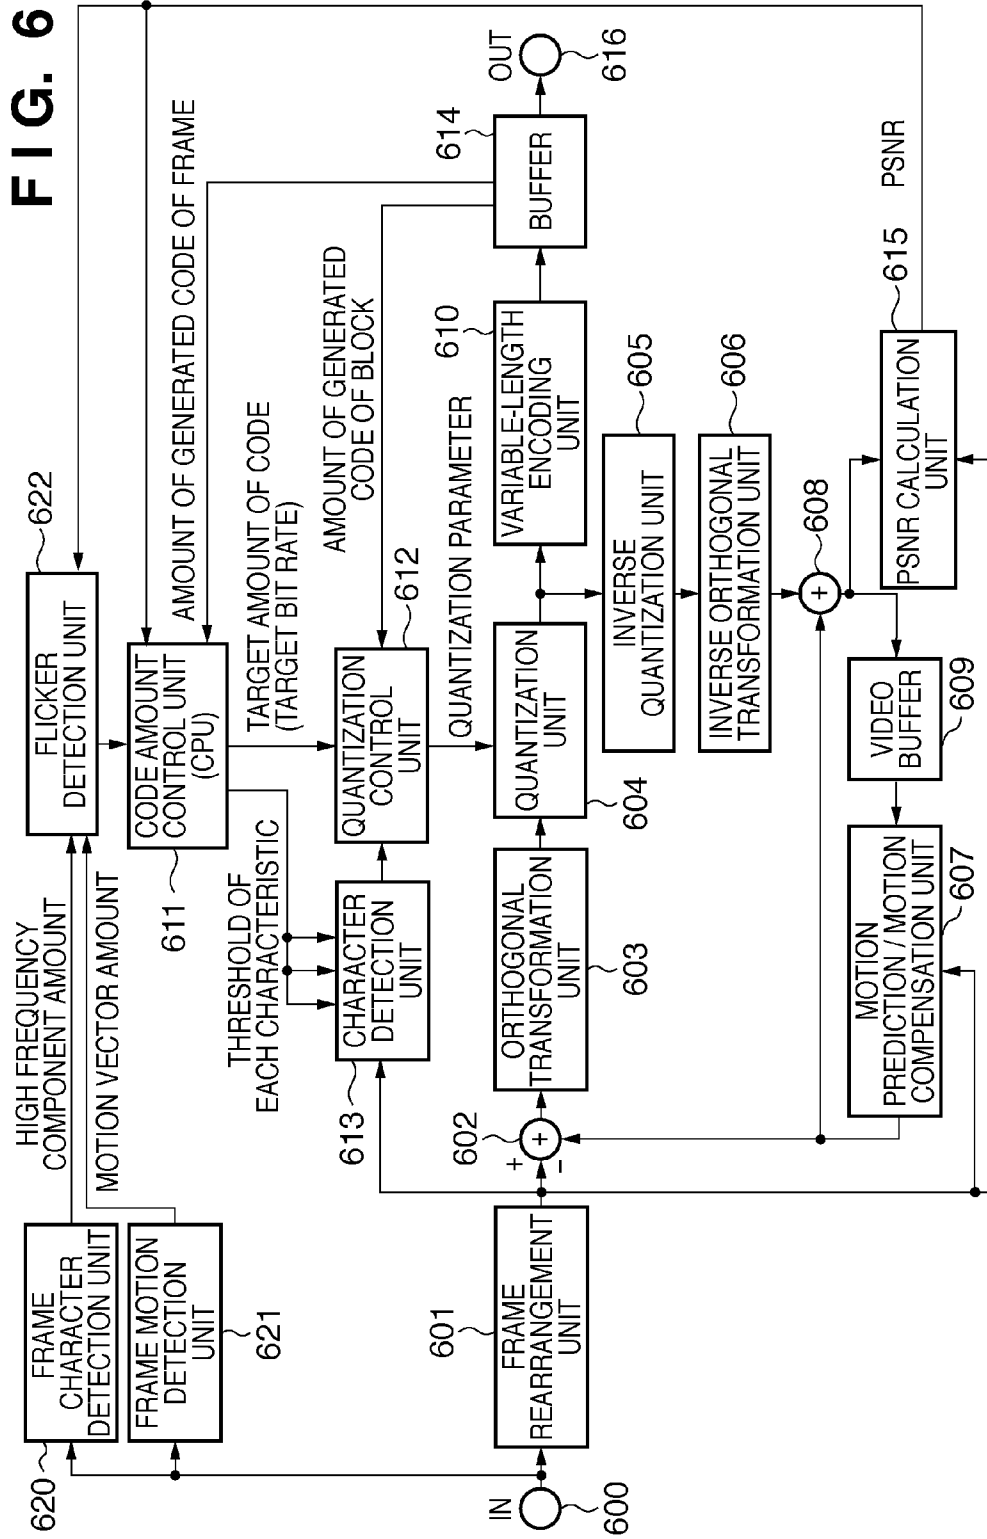 FIG. 6
FRAME
CHARACTER
DETECTION UNIT
620
FRAME MOTION
DETECTION
UNIT
621
HIGH FREQUENCY
COMPONENT AMOUNT
MOTION VECTOR AMOUNT
FLICKER
DETECTION UNIT
622
CODE AMOUNT
CONTROL UNIT
(CPU)
611
AMOUNT OF GENERATED CODE OF FRAME
THRESHOLD OF
EACH CHARACTERISTIC
TARGET AMOUNT OF CODE
(TARGET BIT RATE)
AMOUNT OF GENERATED
CODE OF BLOCK
CHARACTER
DETECTION
UNIT
613
QUANTIZATION
CONTROL
UNIT
612
QUANTIZATION PARAMETER
IN
600
FRAME
REARRANGEMENT
UNIT
601
+
-
+
602
ORTHOGONAL
TRANSFORMATION
UNIT
603
QUANTIZATION
UNIT
604
VARIABLE-LENGTH
ENCODING
UNIT
610
BUFFER
614
OUT
616
INVERSE
QUANTIZATION UNIT
605
INVERSE ORTHOGONAL
TRANSFORMATION UNIT
606
+
608
MOTION
PREDICTION / MOTION
COMPENSATION UNIT
607
VIDEO
BUFFER
609
PSNR CALCULATION
UNIT
615
PSNR